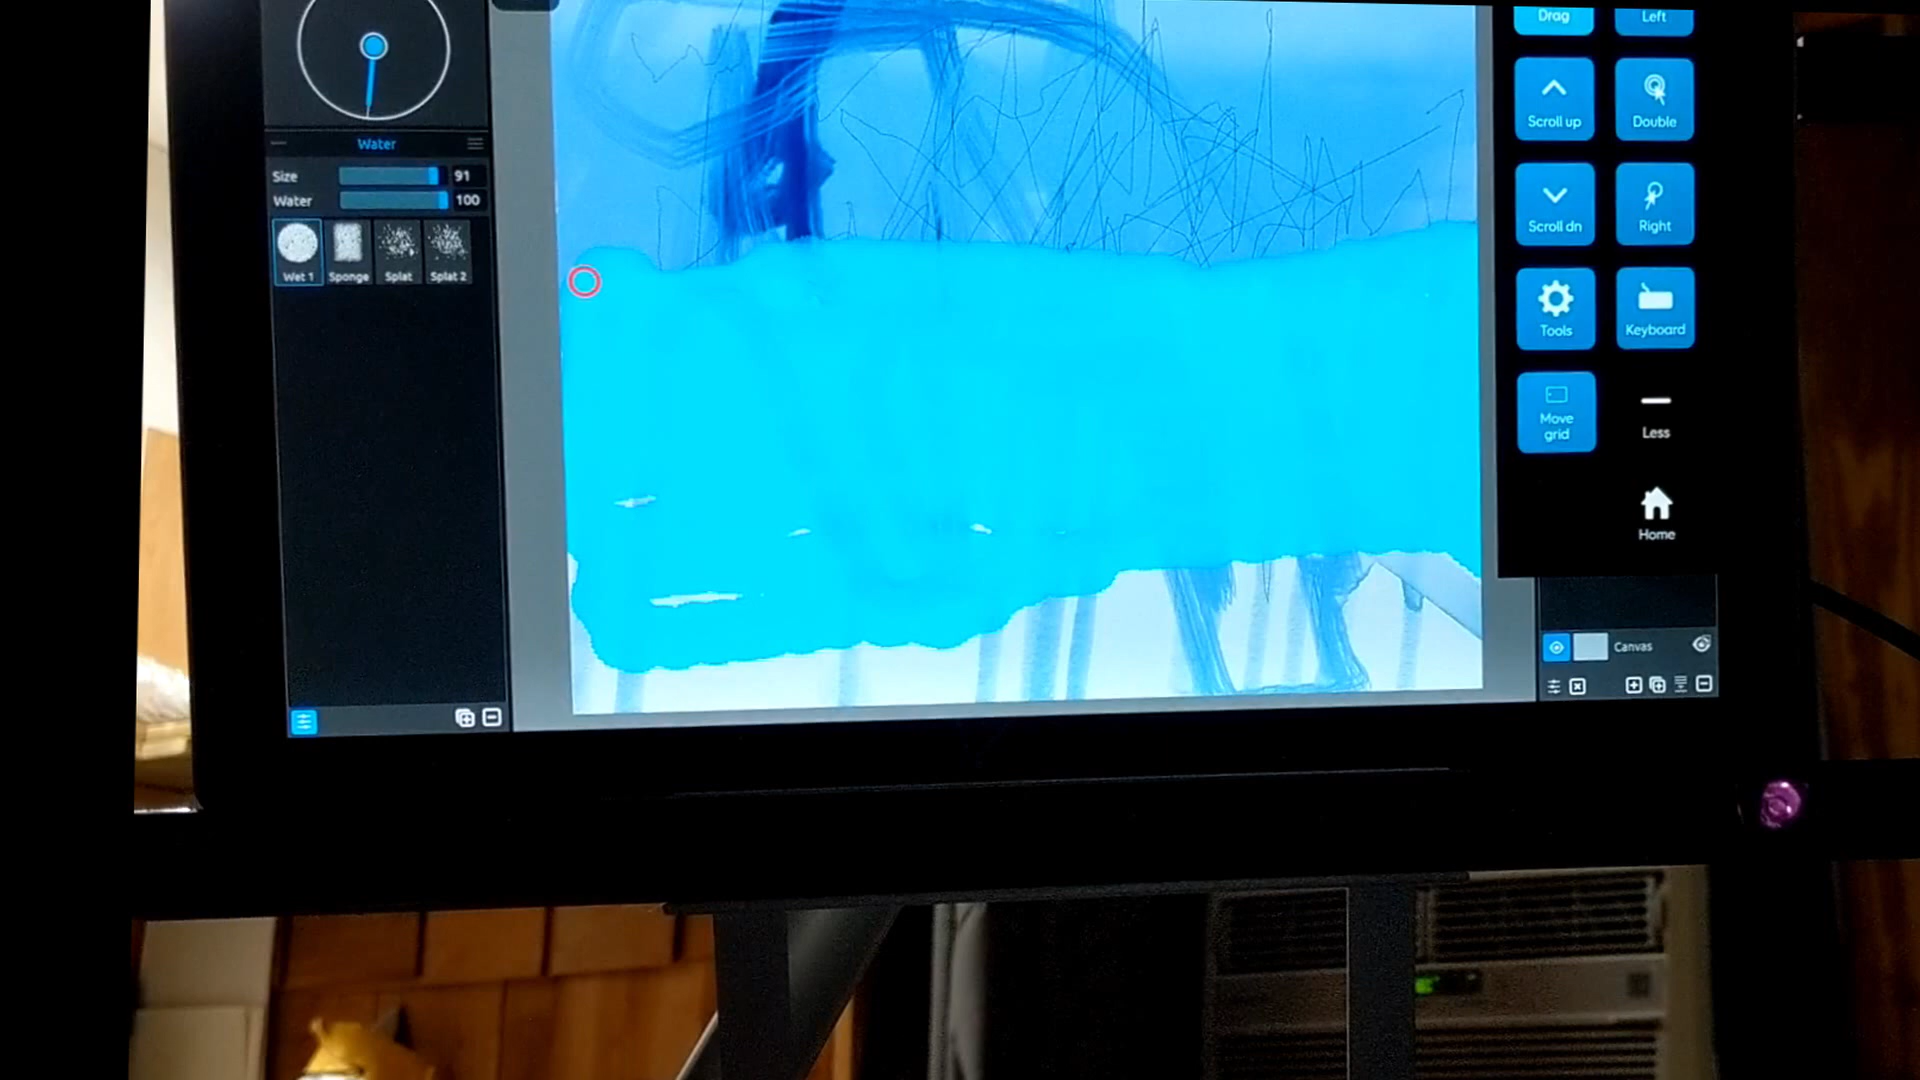 Water
Size 91
Water 100
Wet 1 Sponge Splat Splat 2
Drag Left
Scroll up Double
Scroll dn Right
Tools Keyboard
Move
grid
Less
Home
Canvas